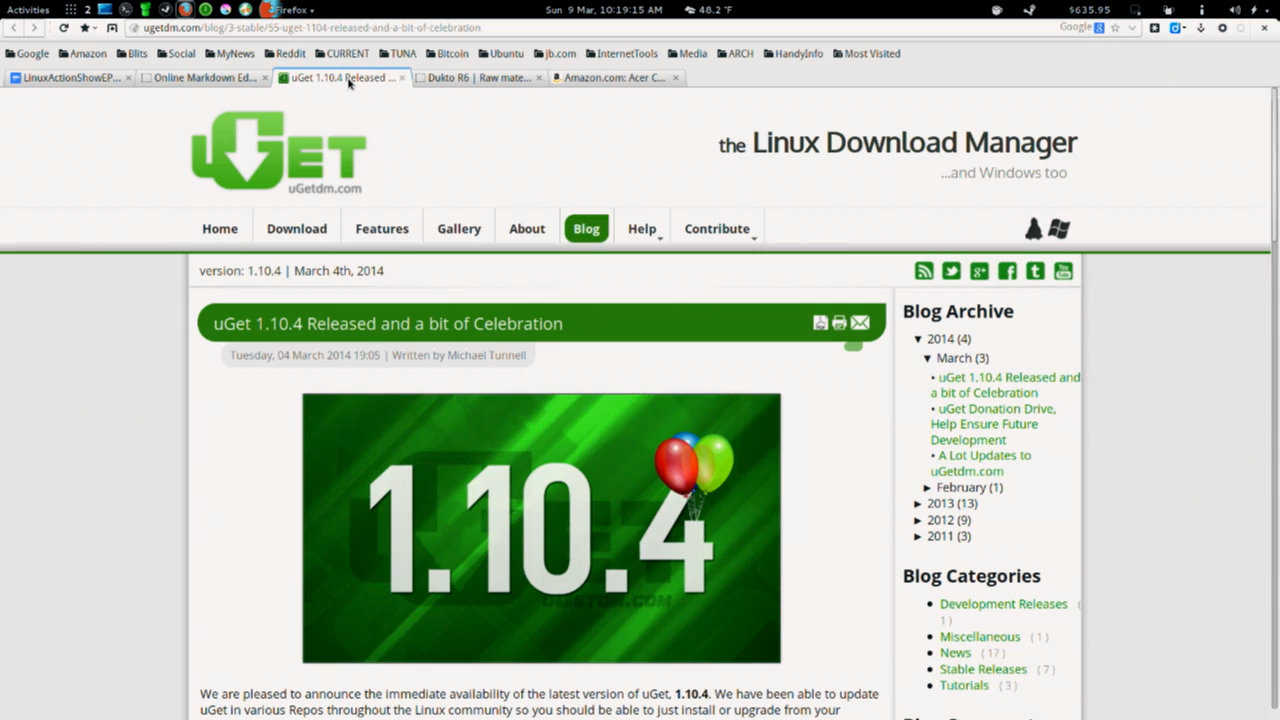 Activities 2 Firefox Sun 9 Mar, 10:19:15 AM 48.2 °F $635.95
ugetdm.com/blog/3-stable/55-uget-1104-released-and-a-bit-of-celebration Google
Google Amazon Blits Social MyNews Reddit CURRENT TUNA Bitcoin Ubuntu jb.com InternetTools Media ARCH HandyInfo Most Visited
LinuxActionShowEP... Online Markdown Ed... uGet 1.10.4 Released ... Dukto R6 | Raw mate... Amazon.com: Acer C...
uGET
uGetdm.com
the Linux Download Manager
...and Windows too
Home Download Features Gallery About Blog Help Contribute
version: 1.10.4 | March 4th, 2014
uGet 1.10.4 Released and a bit of Celebration
Tuesday, 04 March 2014 19:05 | Written by Michael Tunnell
1.10.4
We are pleased to announce the immediate availability of the latest version of uGet, 1.10.4. We have been able to update
uGet in various Repos throughout the Linux community so you should be able to just install or upgrade from your
Blog Archive
▼ 2014 (4)
▼ March (3)
• uGet 1.10.4 Released and
a bit of Celebration
• uGet Donation Drive,
Help Ensure Future
Development
• A Lot Updates to
uGetdm.com
► February (1)
► 2013 (13)
► 2012 (9)
► 2011 (3)
Blog Categories
• Development Releases (
1 )
• Miscellaneous ( 1 )
• News ( 17 )
• Stable Releases ( 7 )
• Tutorials ( 3 )